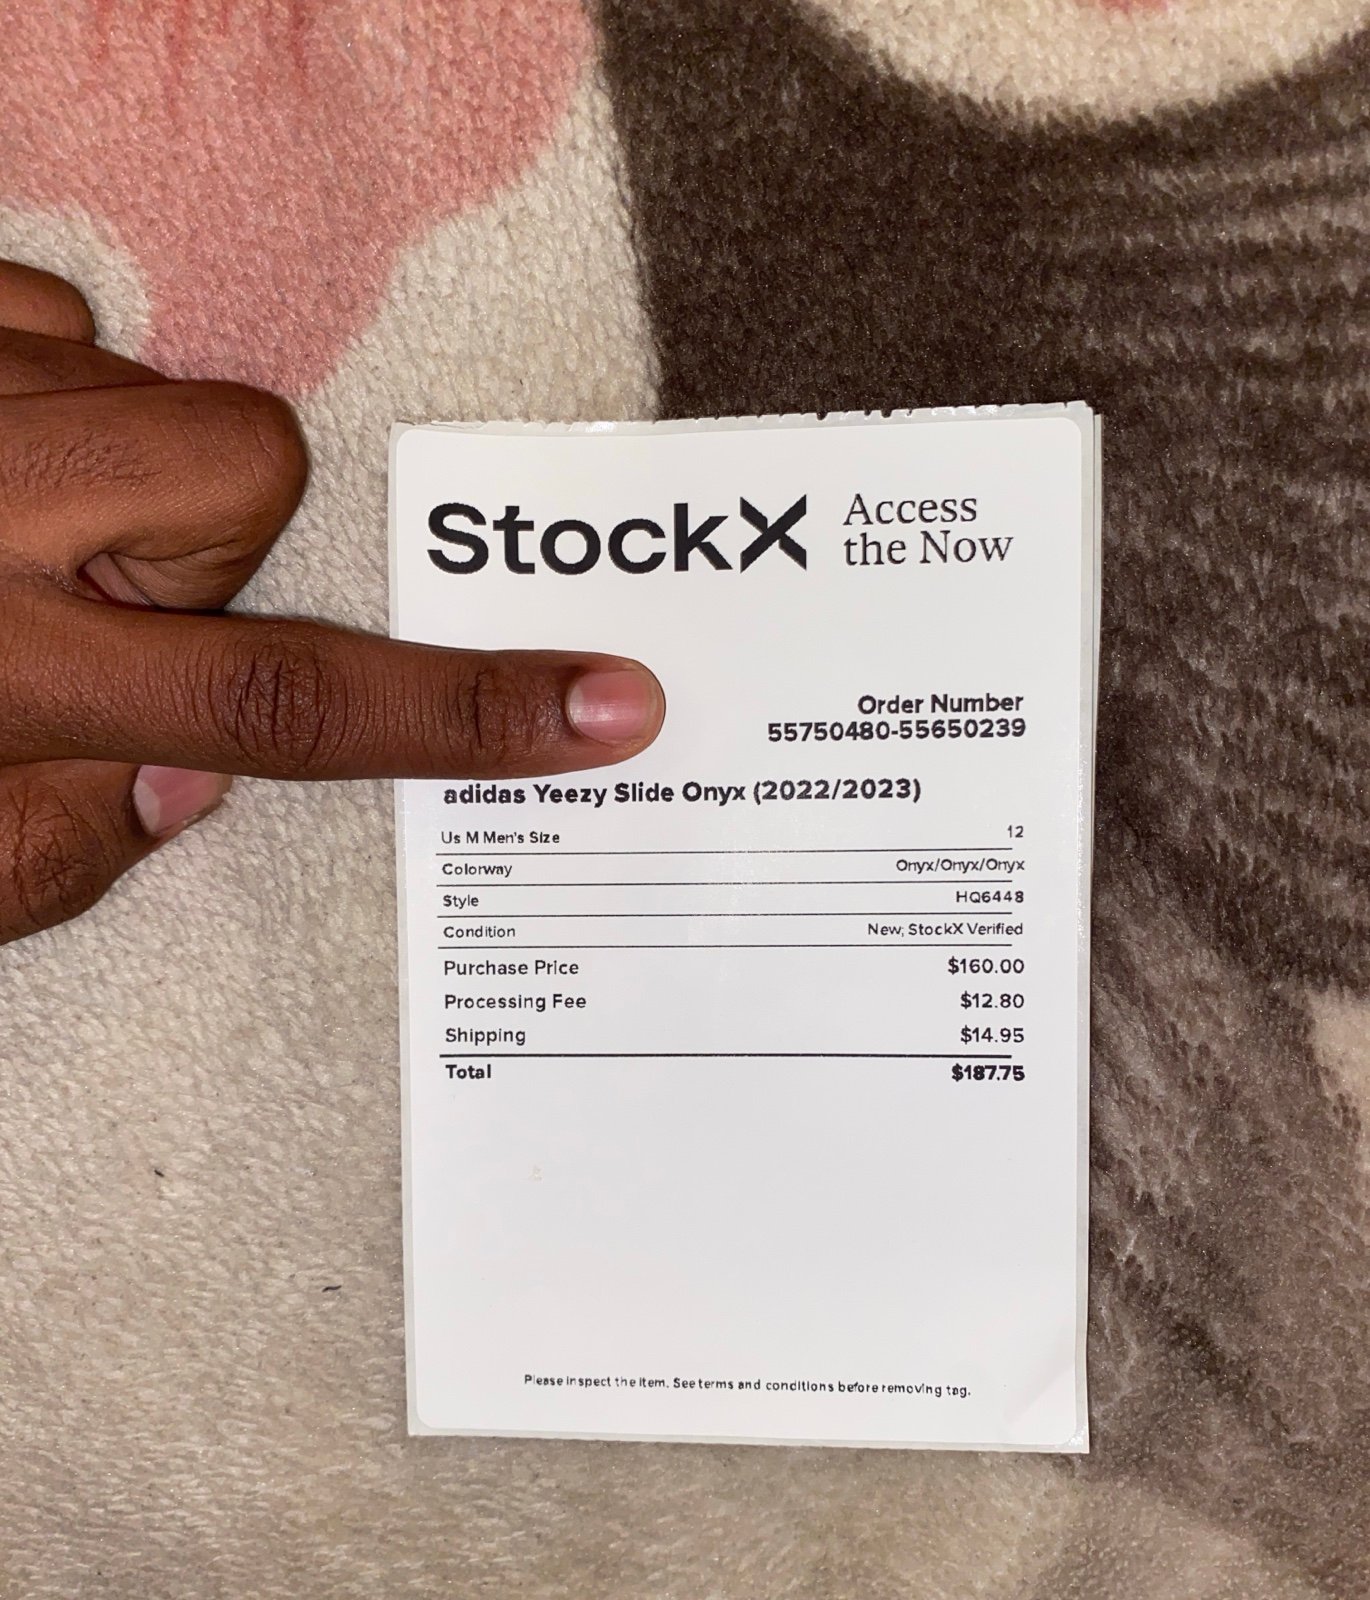 StockX Access
the Now
Order Number
55750480-55650239
adidas Yeezy Slide Onyx (2022/2023)
Us M Men's Size 12
Colorway Onyx/Onyx/Onyx
Style HQ6448
Condition New; StockX Verified
Purchase Price $160.00
Processing Fee $12.80
Shipping $14.95
Total $187.75
Please inspect the item. See terms and conditions before removing tag.